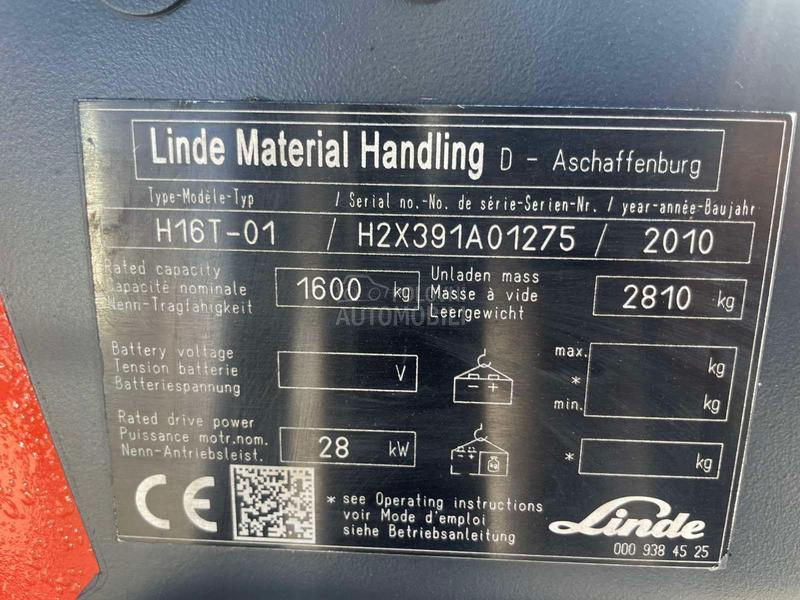 Linde Material Handling D - Aschaffenburg
Type-Modèle-Typ / Serial no.-No. de série-Serien-Nr. / year-année-Baujahr
H16T-01 / H2X391A01275 / 2010
Rated capacity
Capacité nominale
Nenn-Tragfähigkeit
1600 kg
Unladen mass
Masse à vide
Leergewicht
2810 kg
AUTOMOBILI
Battery voltage
Tension batterie
Batteriespannung
V
- +
max. kg
*
min. kg
Rated drive power
Puissance motr.nom.
Nenn-Antriebsleist.
28 kW
* kg
CE
* see Operating instructions
voir Mode d'emploi
siehe Betriebsanleitung
Linde
000 938 45 25